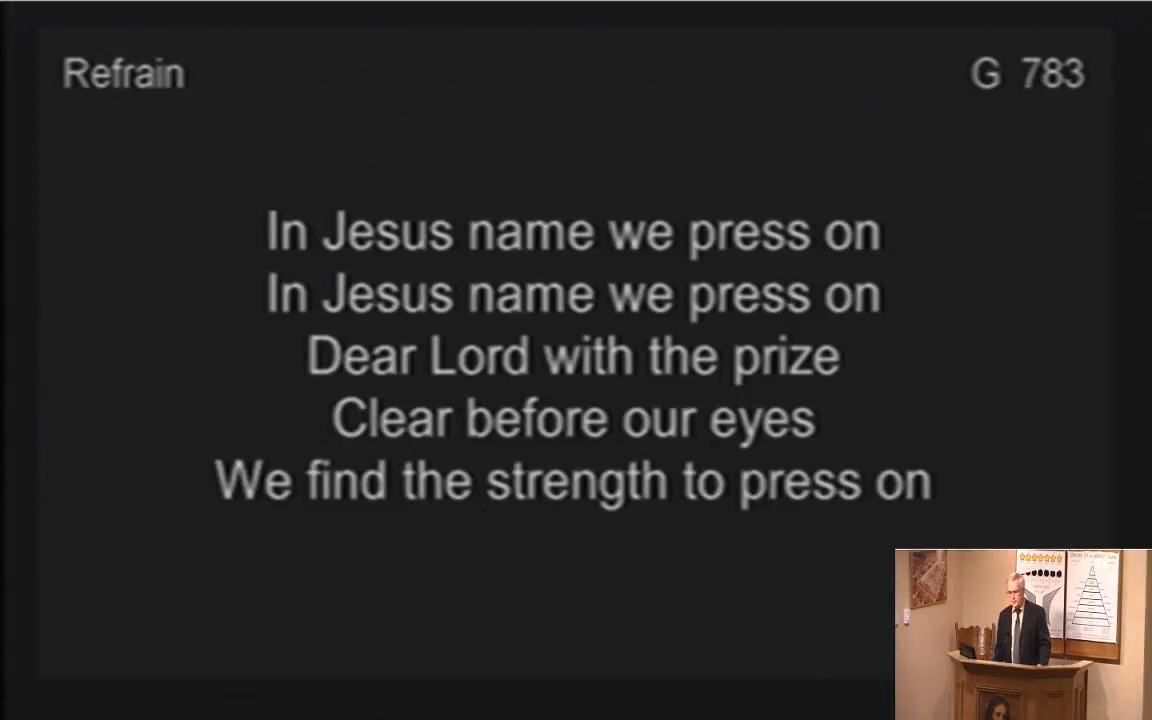 Refrain
G 783
In Jesus name we press on
In Jesus name we press on
Dear Lord with the prize
Clear before our eyes
We find the strength to press on